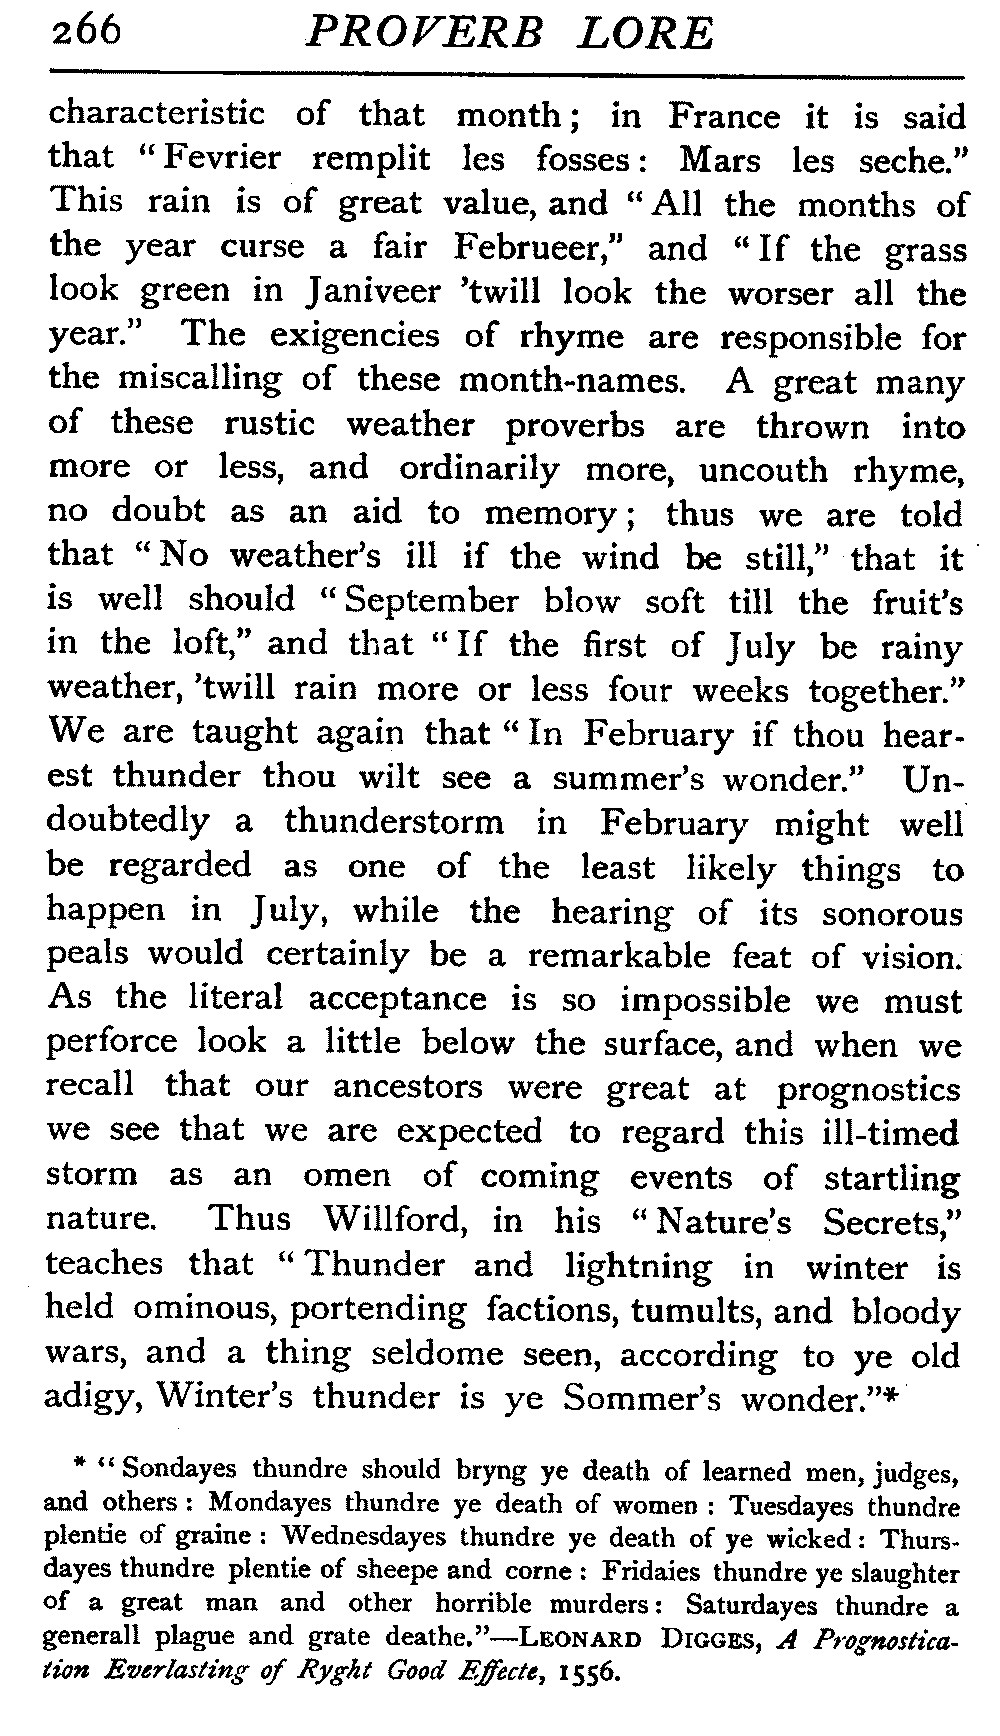 266 PROVERB LORE
characteristic of that month; in France it is said
that "Fevrier remplit les fosses: Mars les seche."
This rain is of great value, and "All the months of
the year curse a fair Februeer," and "If the grass
look green in Janiveer 'twill look the worser all the
year." The exigencies of rhyme are responsible for
the miscalling of these month-names. A great many
of these rustic weather proverbs are thrown into
more or less, and ordinarily more, uncouth rhyme,
no doubt as an aid to memory; thus we are told
that "No weather's ill if the wind be still," that it
is well should "September blow soft till the fruit's
in the loft," and that "If the first of July be rainy
weather, 'twill rain more or less four weeks together."
We are taught again that "In February if thou hear-
est thunder thou wilt see a summer's wonder." Un-
doubtedly a thunderstorm in February might well
be regarded as one of the least likely things to
happen in July, while the hearing of its sonorous
peals would certainly be a remarkable feat of vision.
As the literal acceptance is so impossible we must
perforce look a little below the surface, and when we
recall that our ancestors were great at prognostics
we see that we are expected to regard this ill-timed
storm as an omen of coming events of startling
nature. Thus Willford, in his "Nature's Secrets,"
teaches that "Thunder and lightning in winter is
held ominous, portending factions, tumults, and bloody
wars, and a thing seldome seen, according to ye old
adigy, Winter's thunder is ye Sommer's wonder."*
* "Sondayes thundre should bryng ye death of learned men, judges,
and others: Mondayes thundre ye death of women: Tuesdayes thundre
plentie of graine: Wednesdayes thundre ye death of ye wicked: Thurs-
dayes thundre plentie of sheepe and corne: Fridaies thundre ye slaughter
of a great man and other horrible murders: Saturdayes thundre a
generall plague and grate deathe."—LEONARD DIGGES, A Prognostica-
tion Everlasting of Ryght Good Effecte, 1556.